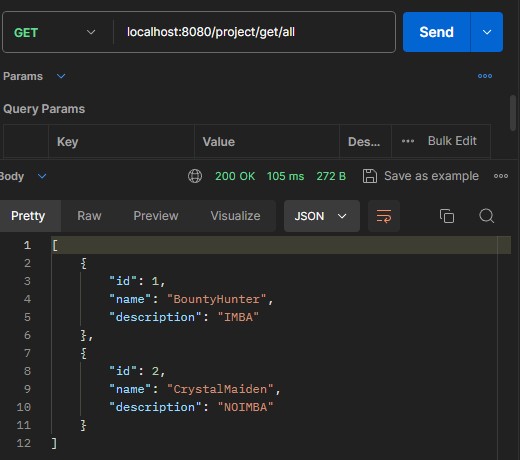 GET localhost:8080/project/get/all Send
Params
Query Params
Key Value Des... Bulk Edit
Body 200 OK 105 ms 272 B Save as example
Pretty Raw Preview Visualize JSON
1 [
2 {
3 "id": 1,
4 "name": "BountyHunter",
5 "description": "IMBA"
6 },
7 {
8 "id": 2,
9 "name": "CrystalMaiden",
10 "description": "NOIMBA"
11 }
12 ]